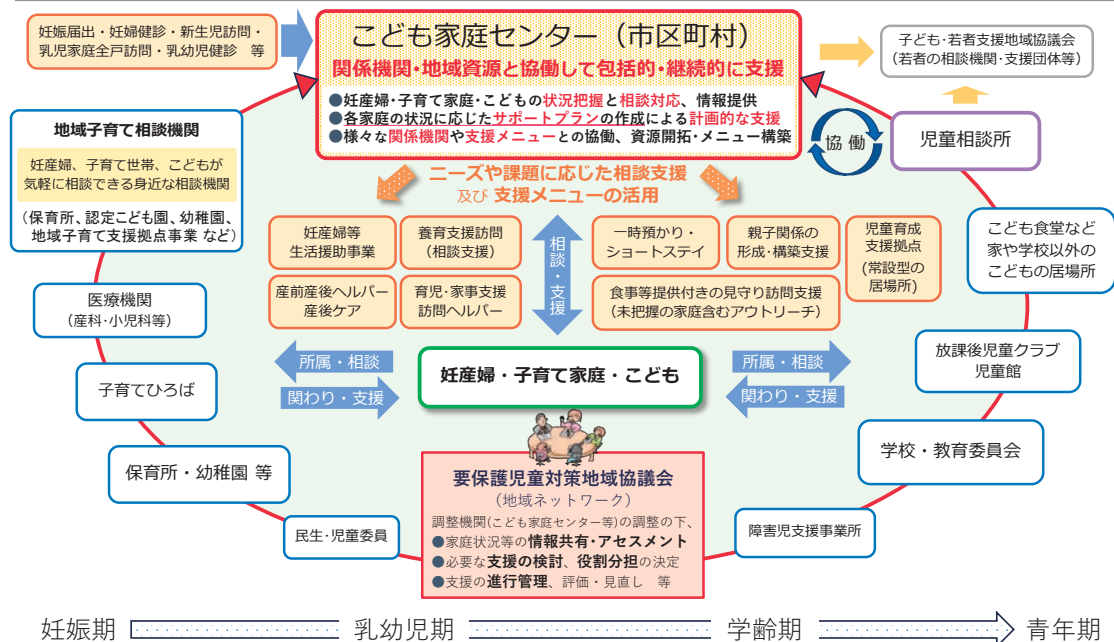 妊娠届出・妊婦健診・新生児訪問・
乳児家庭全戸訪問・乳幼児健診　等
こども家庭センター（市区町村）
関係機関・地域資源と協働して包括的・継続的に支援
●妊産婦・子育て家庭・こどもの状況把握と相談対応、情報提供
●各家庭の状況に応じたサポートプランの作成による計画的な支援
●様々な関係機関や支援メニューとの協働、資源開拓・メニュー構築
子ども・若者支援地域協議会
（若者の相談機関・支援団体等）
協働
児童相談所
地域子育て相談機関
妊産婦、子育て世帯、こどもが
気軽に相談できる身近な相談機関
（保育所、認定こども園、幼稚園、
地域子育て支援拠点事業 など）
ニーズや課題に応じた相談支援
及び 支援メニューの活用
妊産婦等
生活援助事業
養育支援訪問
（相談支援）
産前産後ヘルパー
産後ケア
育児・家事支援
訪問ヘルパー
相談・支援
一時預かり・
ショートステイ
親子関係の
形成・構築支援
児童育成
支援拠点
(常設型の
居場所)
食事等提供付きの見守り訪問支援
（未把握の家庭含むアウトリーチ）
こども食堂など
家や学校以外の
こどもの居場所
医療機関
（産科・小児科等）
子育てひろば
所属・相談
関わり・支援
妊産婦・子育て家庭・こども
所属・相談
関わり・支援
放課後児童クラブ
児童館
保育所・幼稚園 等
学校・教育委員会
民生・児童委員
障害児支援事業所
要保護児童対策地域協議会
（地域ネットワーク）
調整機関(こども家庭センター等)の調整の下、
●家庭状況等の情報共有・アセスメント
●必要な支援の検討、役割分担の決定
●支援の進行管理、評価・見直し　等
妊娠期
乳幼児期
学齢期
青年期